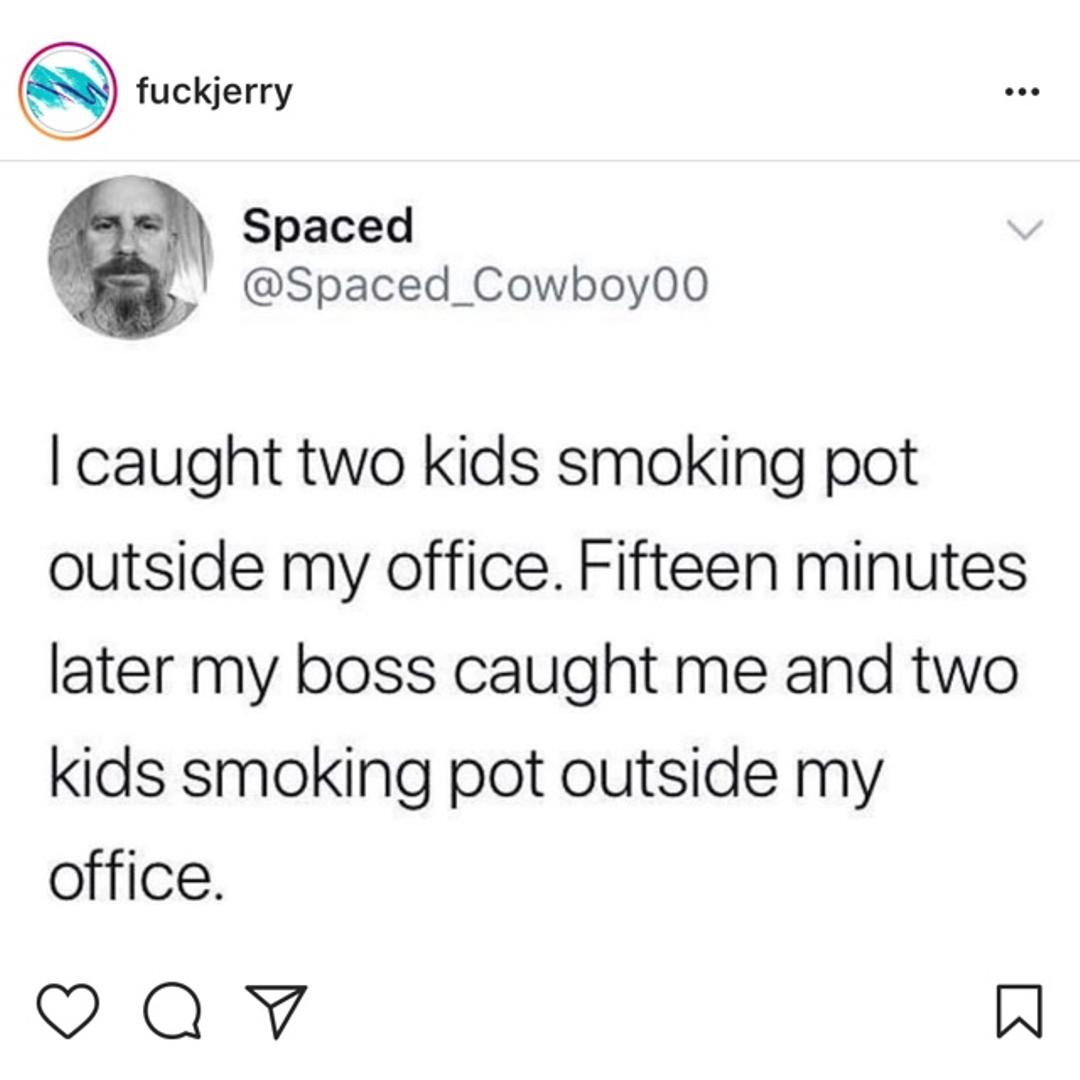 fuckjerry
Spaced
@Spaced_Cowboy00
I caught two kids smoking pot
outside my office. Fifteen minutes
later my boss caught me and two
kids smoking pot outside my
office.